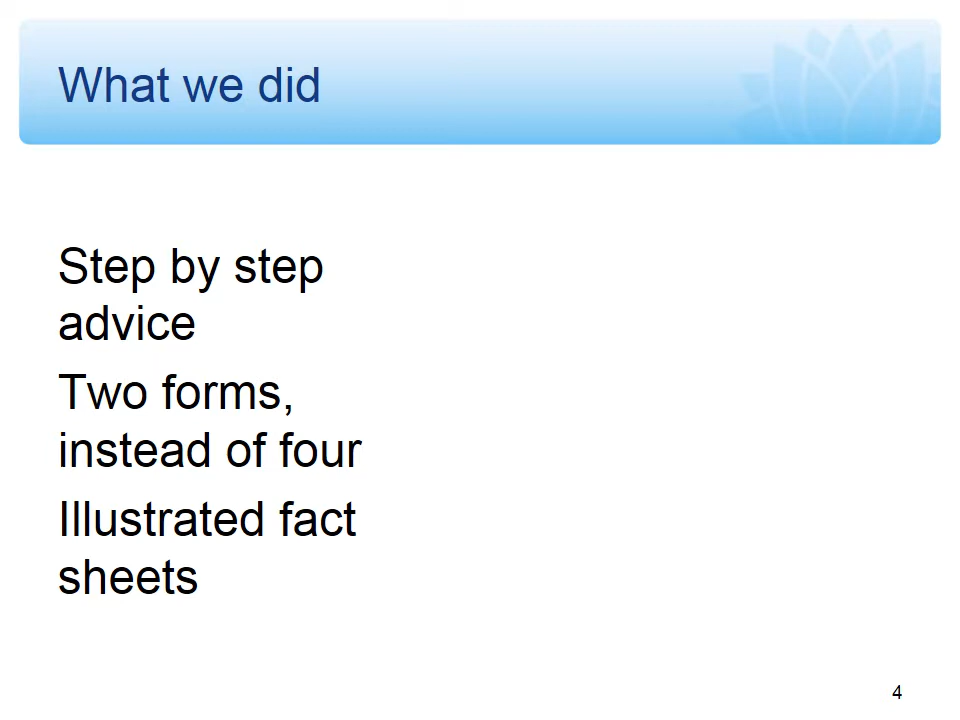 What we did
Step by step
advice
Two forms,
instead of four
Illustrated fact
sheets
4